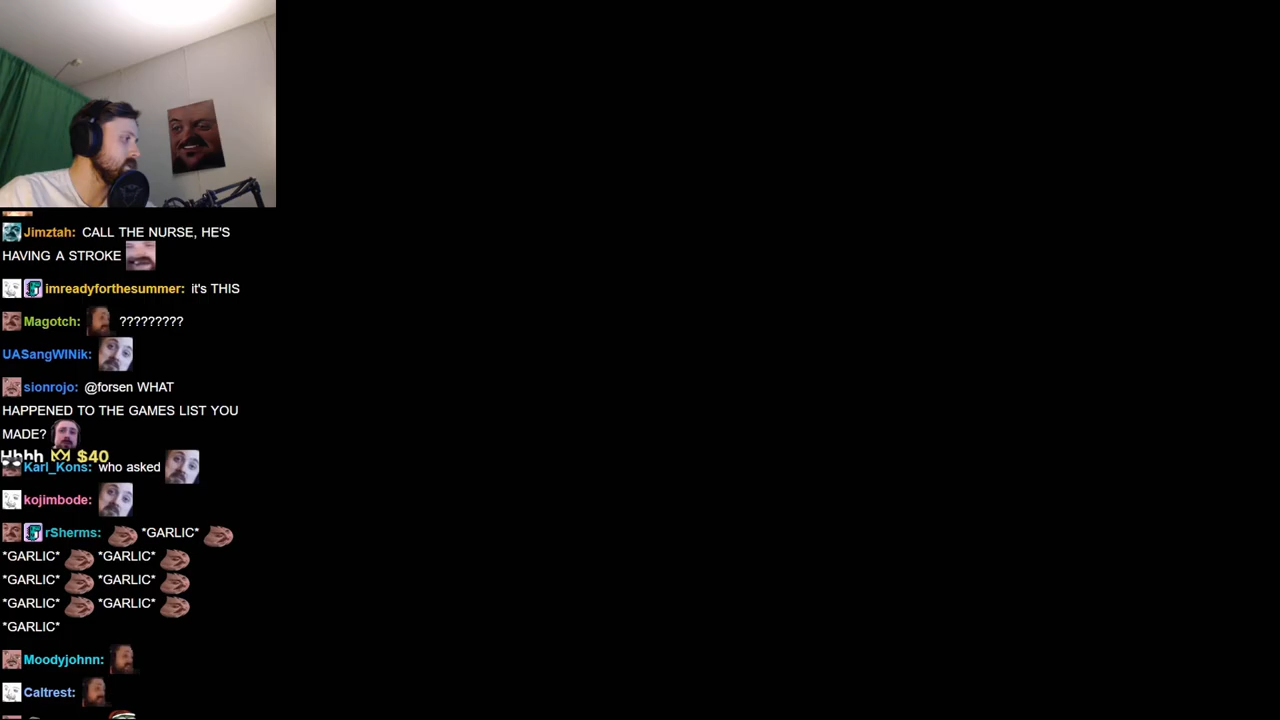 Jimztah: CALL THE NURSE, HE'S
HAVING A STROKE
imreadyforthesummer: it's THIS
Magotch: ?????????
UASangWINik:
sionrojo: @forsen WHAT
HAPPENED TO THE GAMES LIST YOU
MADE?
Hhhh $40
Karl_Kons: who asked
kojimbode:
rSherms: *GARLIC*
*GARLIC* *GARLIC*
*GARLIC* *GARLIC*
*GARLIC* *GARLIC*
*GARLIC*
Moodyjohnn:
Caltrest: